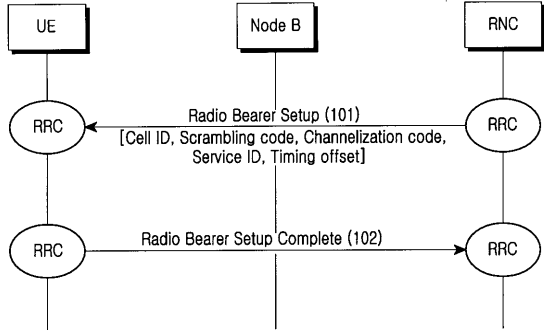 UE
Node B
RNC
RRC
Radio Bearer Setup (101)
RRC
[Cell ID, Scrambling code, Channelization code,
Service ID, Timing offset]
RRC
Radio Bearer Setup Complete (102)
RRC